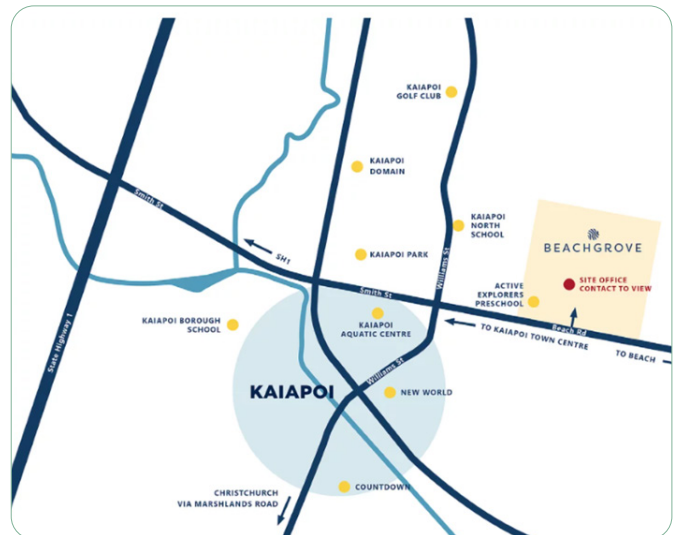 KAIAPOI
GOLF CLUB
KAIAPOI
DOMAIN
Smith St
KAIAPOI
NORTH
SCHOOL
BEACHGROVE
SH1
KAIAPOI PARK
Williams St
SITE OFFICE
CONTACT TO VIEW
ACTIVE
EXPLORERS
PRESCHOOL
Smith St
KAIAPOI BOROUGH
SCHOOL
KAIAPOI
AQUATIC CENTRE
Beach Rd
TO KAIAPOI TOWN CENTRE
TO BEACH
State Highway 1
Williams St
KAIAPOI
NEW WORLD
COUNTDOWN
CHRISTCHURCH
VIA MARSHLANDS ROAD